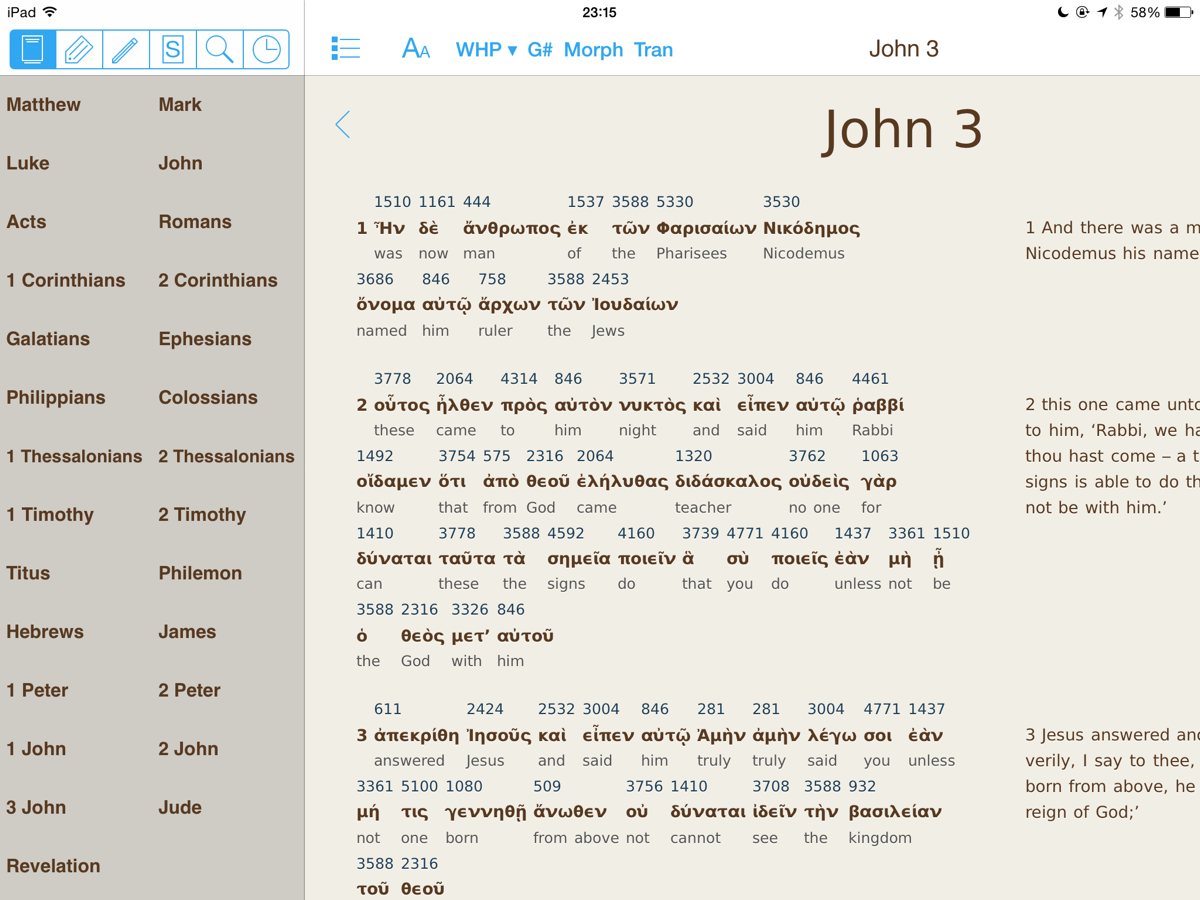 iPad 23:15 58%
S AA WHP ▾ G# Morph Tran John 3
Matthew Mark
Luke John
Acts Romans
1 Corinthians 2 Corinthians
Galatians Ephesians
Philippians Colossians
1 Thessalonians 2 Thessalonians
1 Timothy 2 Timothy
Titus Philemon
Hebrews James
1 Peter 2 Peter
1 John 2 John
3 John Jude
Revelation
John 3
1510 1161 444 1537 3588 5330 3530
1 Ἦν δὲ ἄνθρωπος ἐκ τῶν Φαρισαίων Νικόδημος
was now man of the Pharisees Nicodemus
3686 846 758 3588 2453
ὄνομα αὐτῷ ἄρχων τῶν Ἰουδαίων
named him ruler the Jews
3778 2064 4314 846 3571 2532 3004 846 4461
2 οὗτος ἦλθεν πρὸς αὐτὸν νυκτὸς καὶ εἶπεν αὐτῷ ῥαββί
these came to him night and said him Rabbi
1492 3754 575 2316 2064 1320 3762 1063
οἴδαμεν ὅτι ἀπὸ θεοῦ ἐλήλυθας διδάσκαλος οὐδεὶς γὰρ
know that from God came teacher no one for
1410 3778 3588 4592 4160 3739 4771 4160 1437 3361 1510
δύναται ταῦτα τὰ σημεῖα ποιεῖν ἃ σὺ ποιεῖς ἐὰν μὴ ᾖ
can these the signs do that you do unless not be
3588 2316 3326 846
ὁ θεὸς μετ’ αὐτοῦ
the God with him
611 2424 2532 3004 846 281 281 3004 4771 1437
3 ἀπεκρίθη Ἰησοῦς καὶ εἶπεν αὐτῷ Ἀμὴν ἀμὴν λέγω σοι ἐὰν
answered Jesus and said him truly truly said you unless
3361 5100 1080 509 3756 1410 3708 3588 932
μή τις γεννηθῇ ἄνωθεν οὐ δύναται ἰδεῖν τὴν βασιλείαν
not one born from above not cannot see the kingdom
3588 2316
τοῦ θεοῦ
1 And there was a m
Nicodemus his name
2 this one came unto
to him, ‘Rabbi, we ha
thou hast come – a t
signs is able to do th
not be with him.’
3 Jesus answered and
verily, I say to thee,
born from above, he
reign of God;’